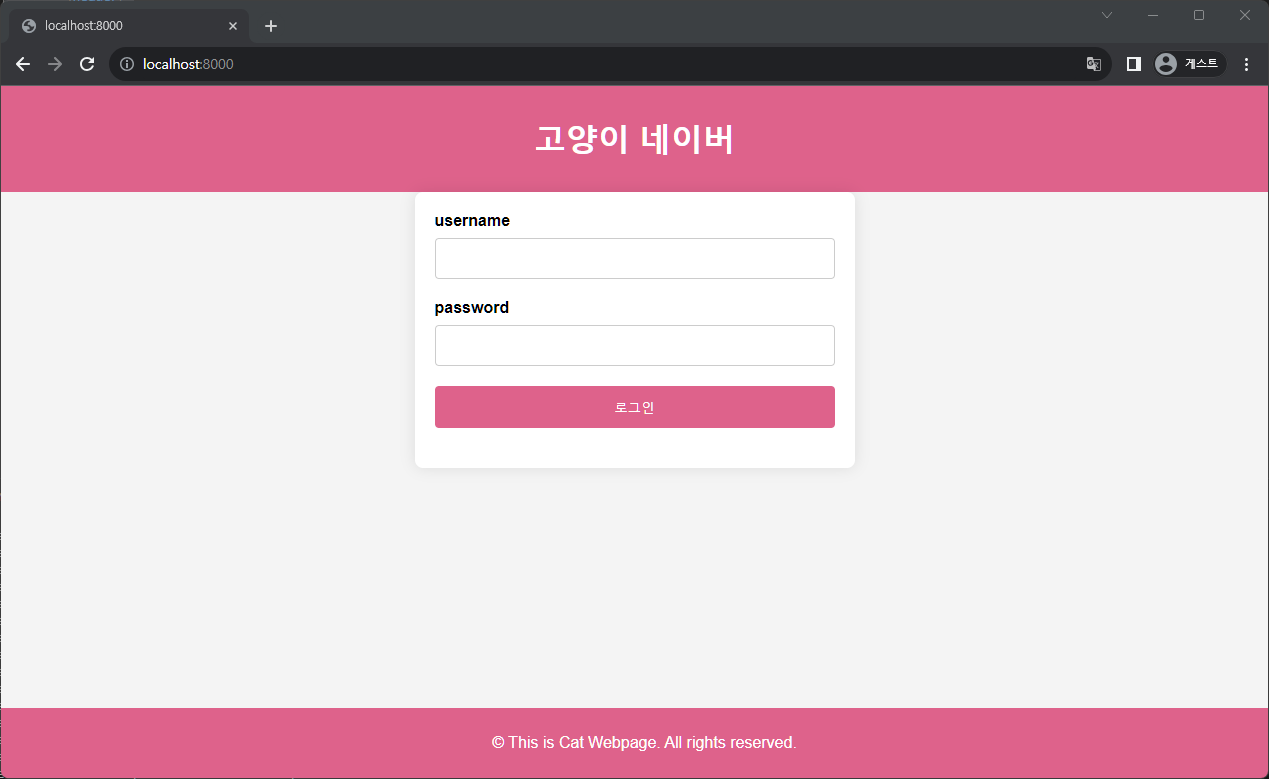 localhost:8000
localhost:8000
게스트
고양이 네이버
username
password
로그인
© This is Cat Webpage. All rights reserved.